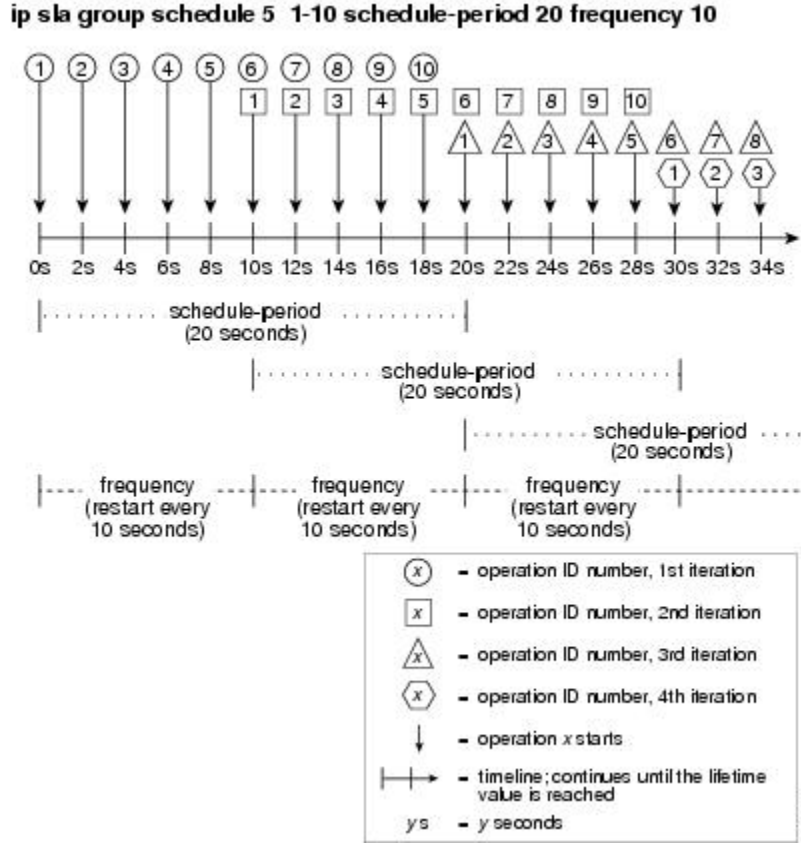 ip sla group schedule 5 1-10 schedule-period 20 frequency 10
1 2 3 4 5 6 7 8 9 10
1 2 3 4 5 6 7 8 9 10
1 2 3 4 5 6 7 8
1 2 3
0s 2s 4s 6s 8s 10s 12s 14s 16s 18s 20s 22s 24s 26s 28s 30s 32s 34s
schedule-period
(20 seconds)
schedule-period
(20 seconds)
schedule-period
(20 seconds)
frequency
(restart every
10 seconds)
frequency
(restart every
10 seconds)
frequency
(restart every
10 seconds)
x = operation ID number, 1st iteration
x = operation ID number, 2nd iteration
x = operation ID number, 3rd iteration
x = operation ID number, 4th iteration
= operation x starts
= timeline; continues until the lifetime
value is reached
y s = y seconds